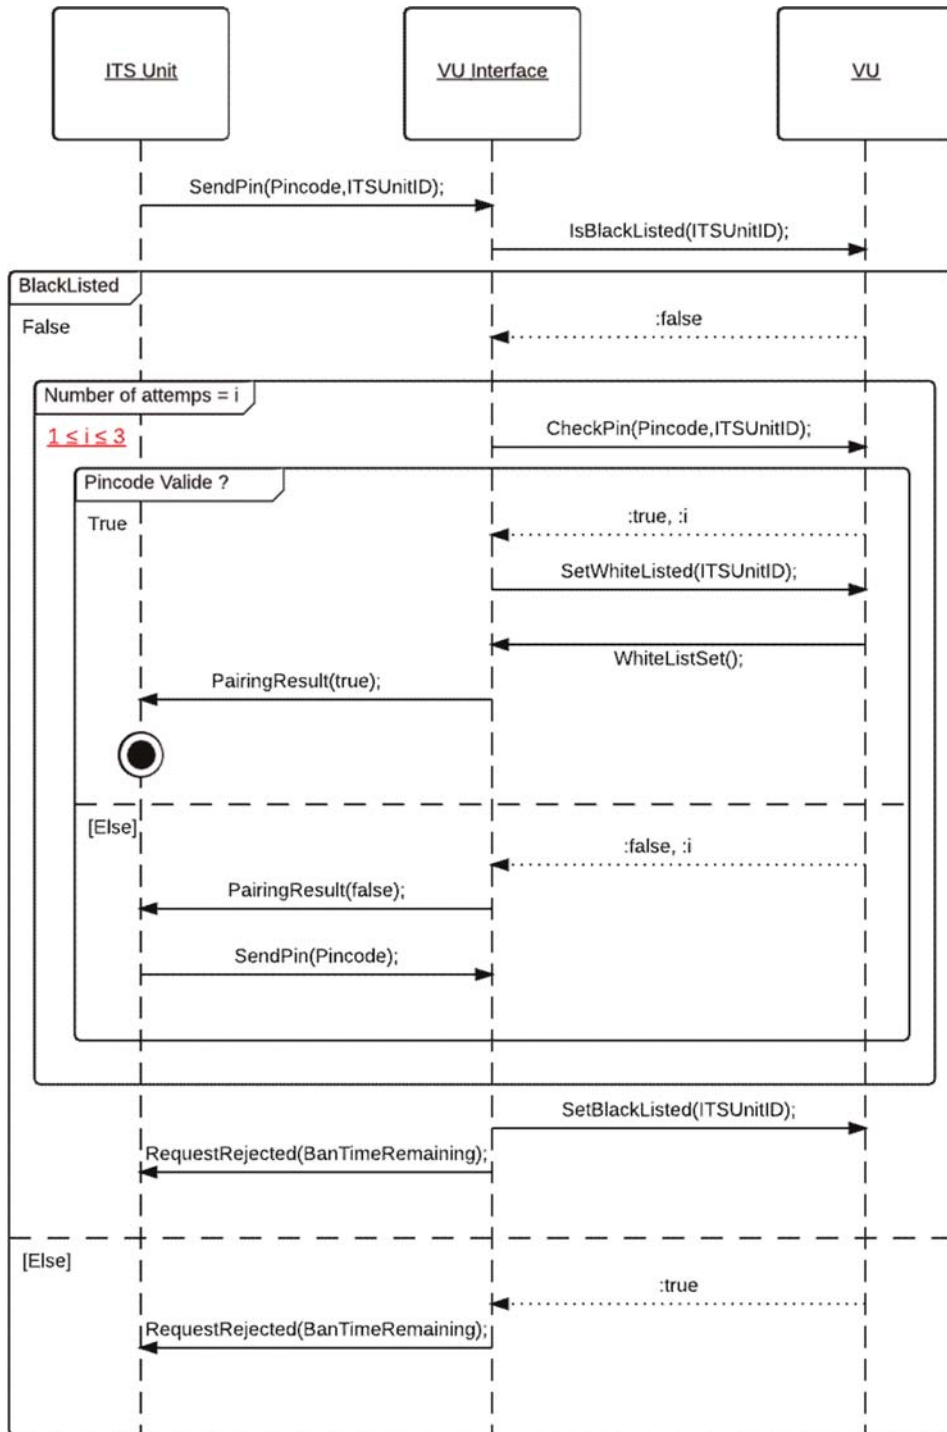 ITS Unit
VU Interface
VU
SendPin(Pincode,ITSUnitID);
IsBlackListed(ITSUnitID);
BlackListed
False
:false
Number of attemps = i
1 ≤ i ≤ 3
CheckPin(Pincode,ITSUnitID);
Pincode Valide ?
True
:true, :i
SetWhiteListed(ITSUnitID);
WhiteListSet();
PairingResult(true);
[Else]
:false, :i
PairingResult(false);
SendPin(Pincode);
SetBlackListed(ITSUnitID);
RequestRejected(BanTimeRemaining);
[Else]
:true
RequestRejected(BanTimeRemaining);